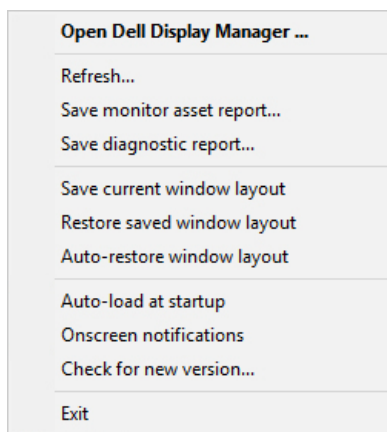 Open Dell Display Manager ...
Refresh...
Save monitor asset report...
Save diagnostic report...
Save current window layout
Restore saved window layout
Auto-restore window layout
Auto-load at startup
Onscreen notifications
Check for new version...
Exit